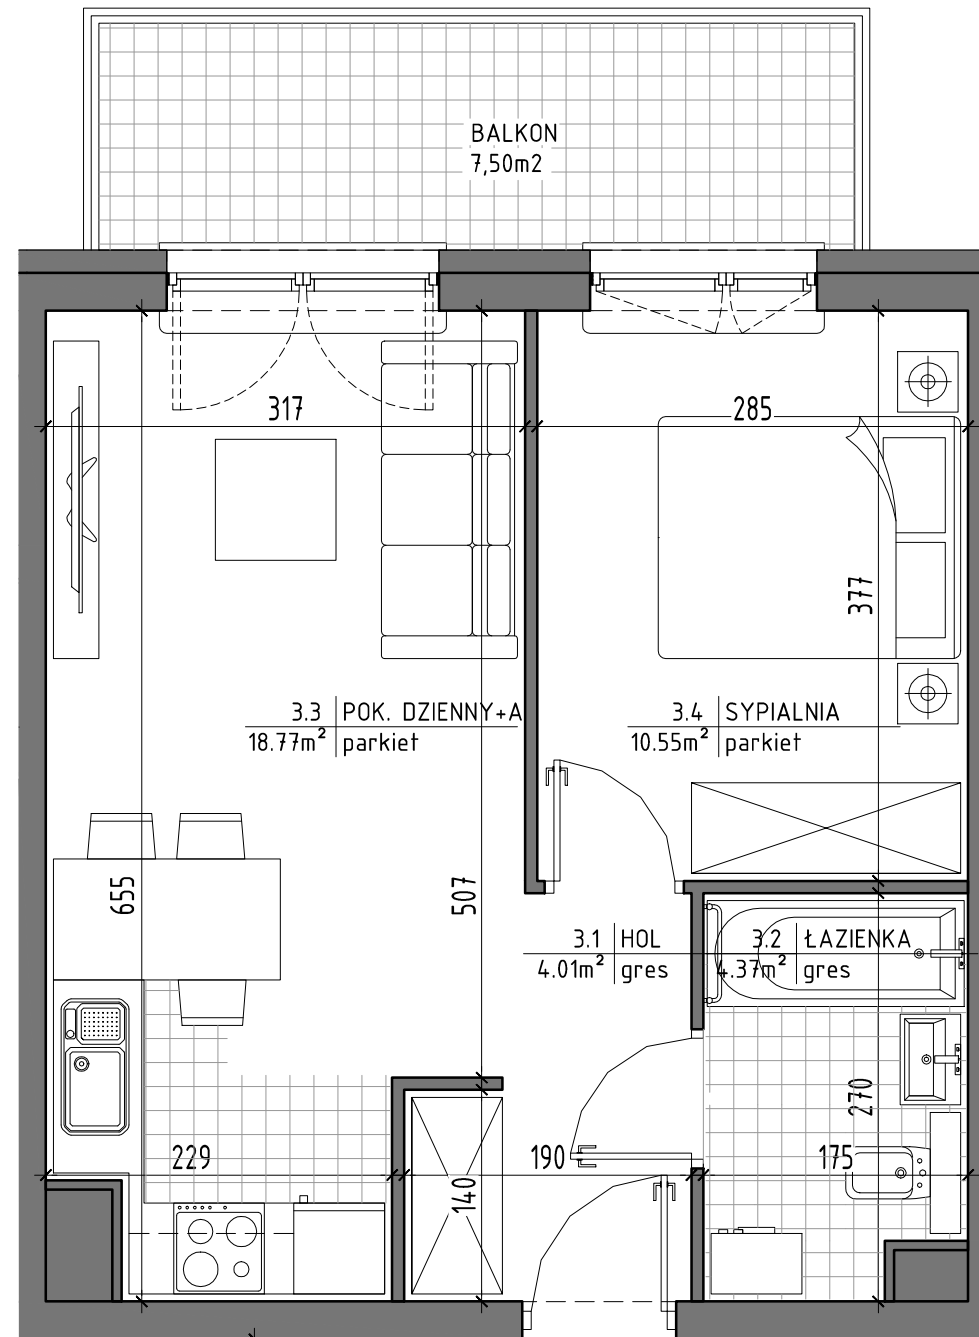 BALKON
7,50m2
317
285
377
3.3 POK. DZIENNY+A
18.77m² parkiet
3.4 SYPIALNIA
10.55m² parkiet
655
507
3.1 HOL
4.01m² gres
3.2 ŁAZIENKA
4.37m² gres
270
229
190
175
140